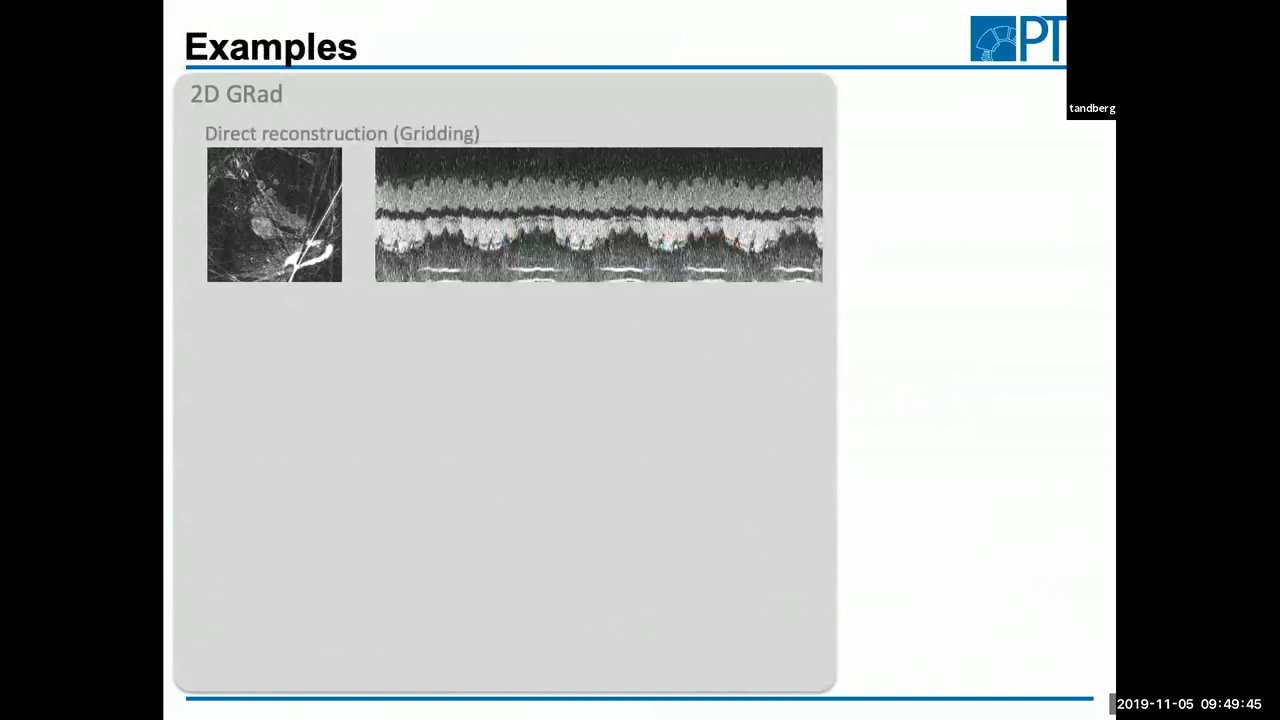 Examples
PT
tandberg
2D GRad
Direct reconstruction (Gridding)
2019-11-05 09:49:45